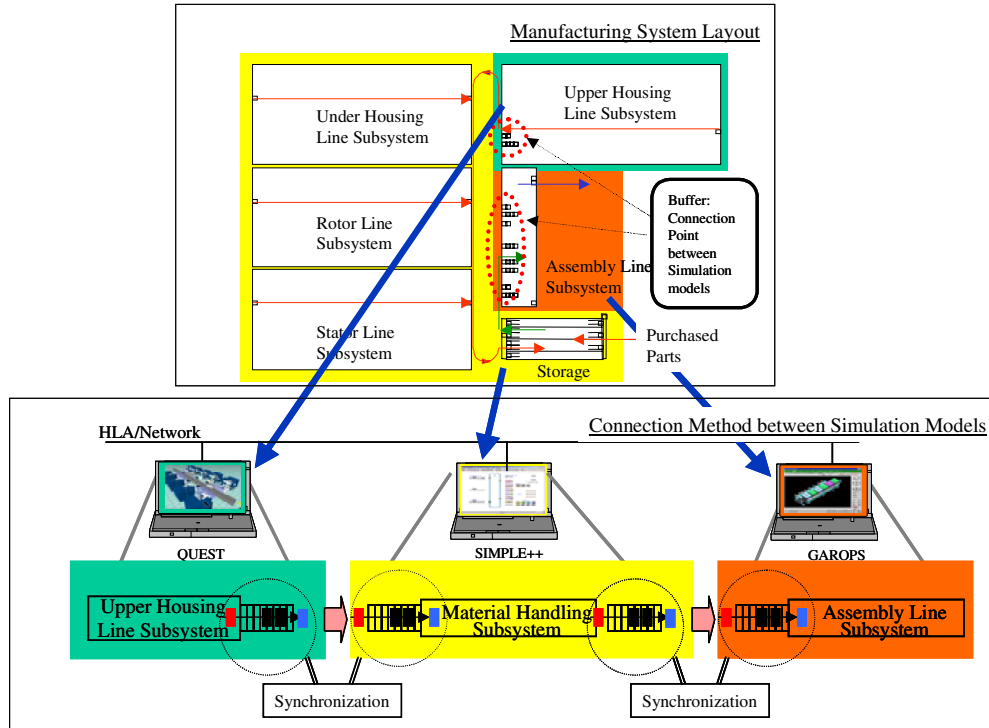 Manufacturing System Layout
Under Housing
Line Subsystem
Upper Housing
Line Subsystem
Rotor Line
Subsystem
Buffer:
Connection
Point
between
Simulation
models
Assembly Line
Subsystem
Stator Line
Subsystem
Purchased
Parts
Storage
HLA/Network
Connection Method between Simulation Models
QUEST
SIMPLE++
GAROPS
Upper Housing
Line Subsystem
Material Handling
Subsystem
Assembly Line
Subsystem
Synchronization
Synchronization